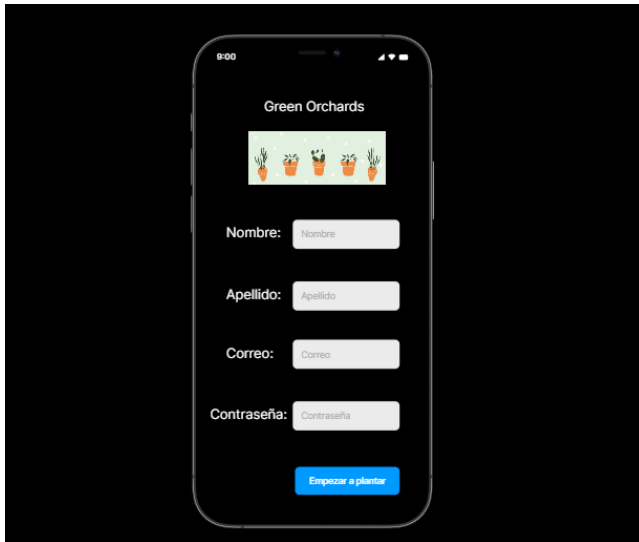 9:00
Green Orchards
Nombre: Nombre
Apellido: Apellido
Correo: Correo
Contraseña: Contraseña
Empezar a plantar